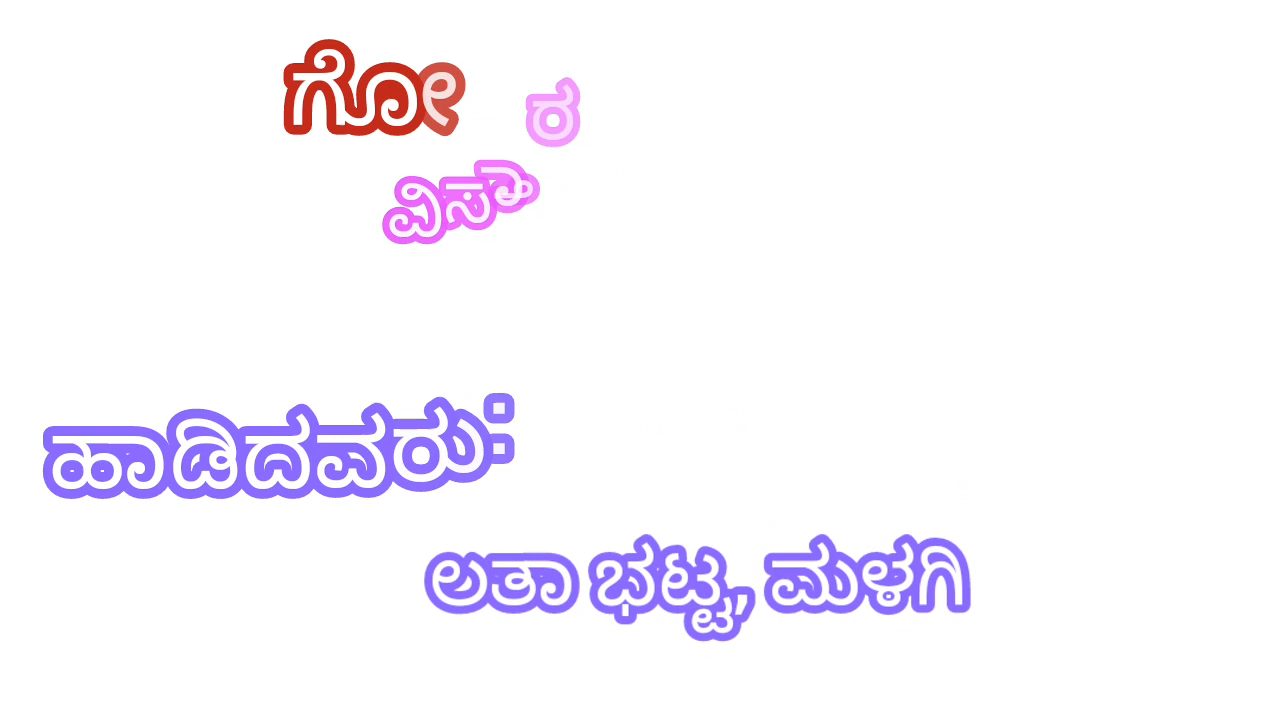 ಗೋ
ವಿಸಾ ಠ
ಹಾಡಿದವರು:
ಲತಾ ಭಟ್ಟ, ಮಳಗಿ